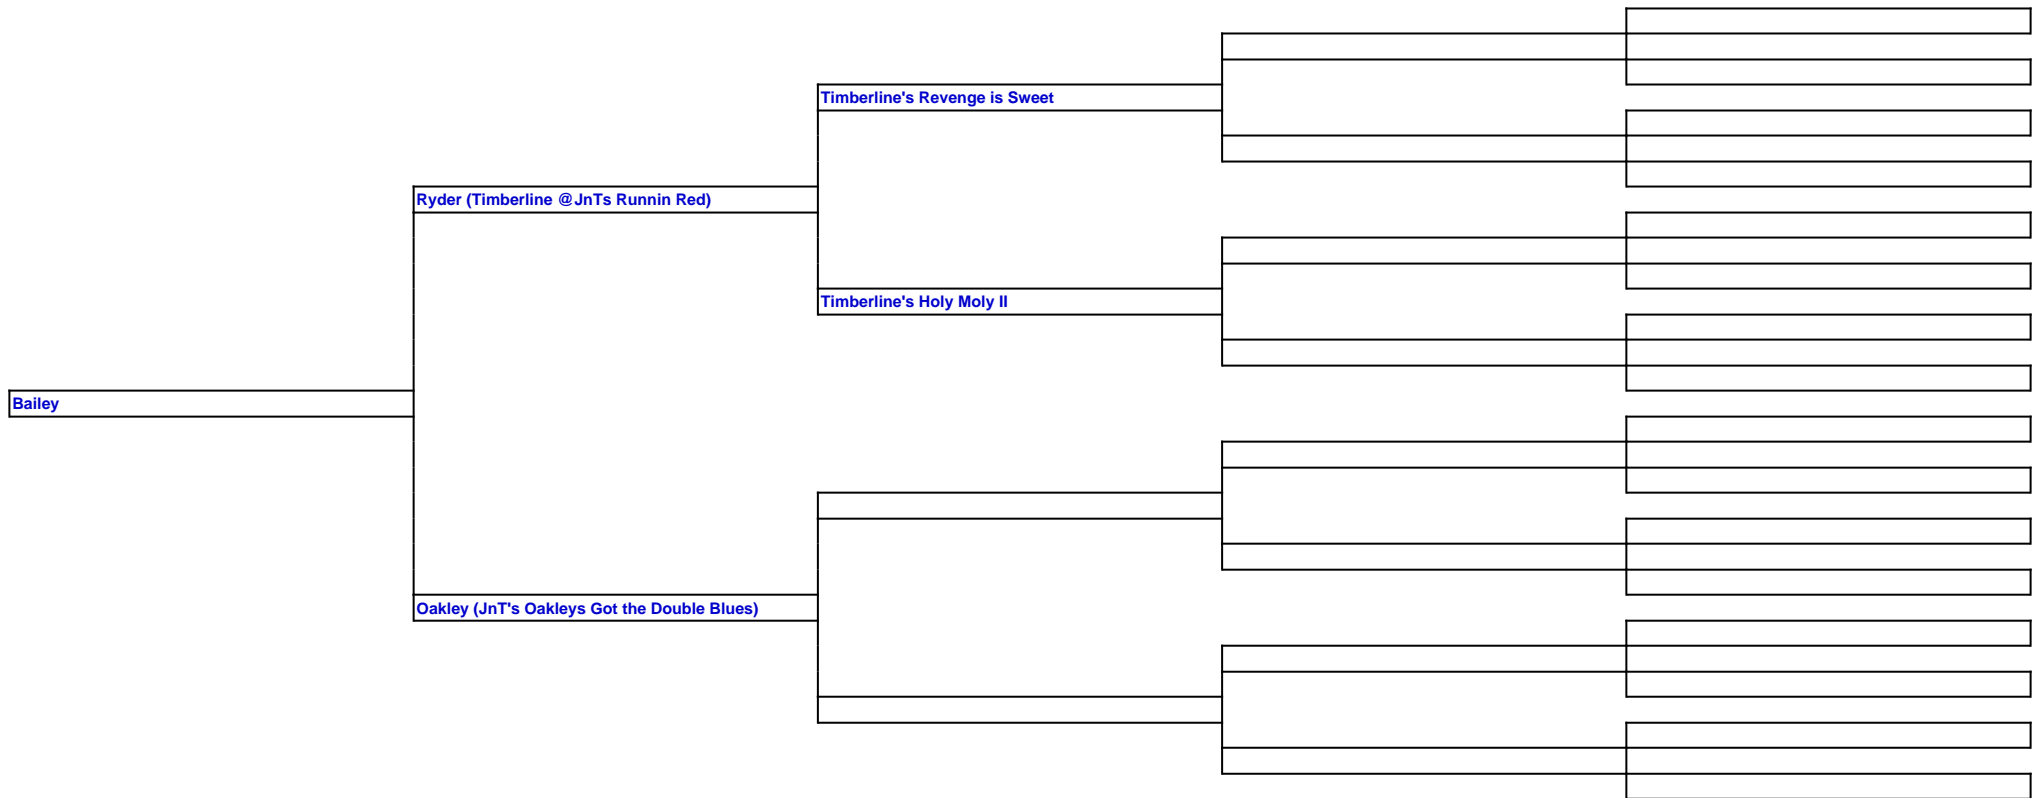 Timberline's Revenge is Sweet
Ryder (Timberline @JnTs Runnin Red)
Timberline's Holy Moly II
Bailey
Oakley (JnT's Oakleys Got the Double Blues)